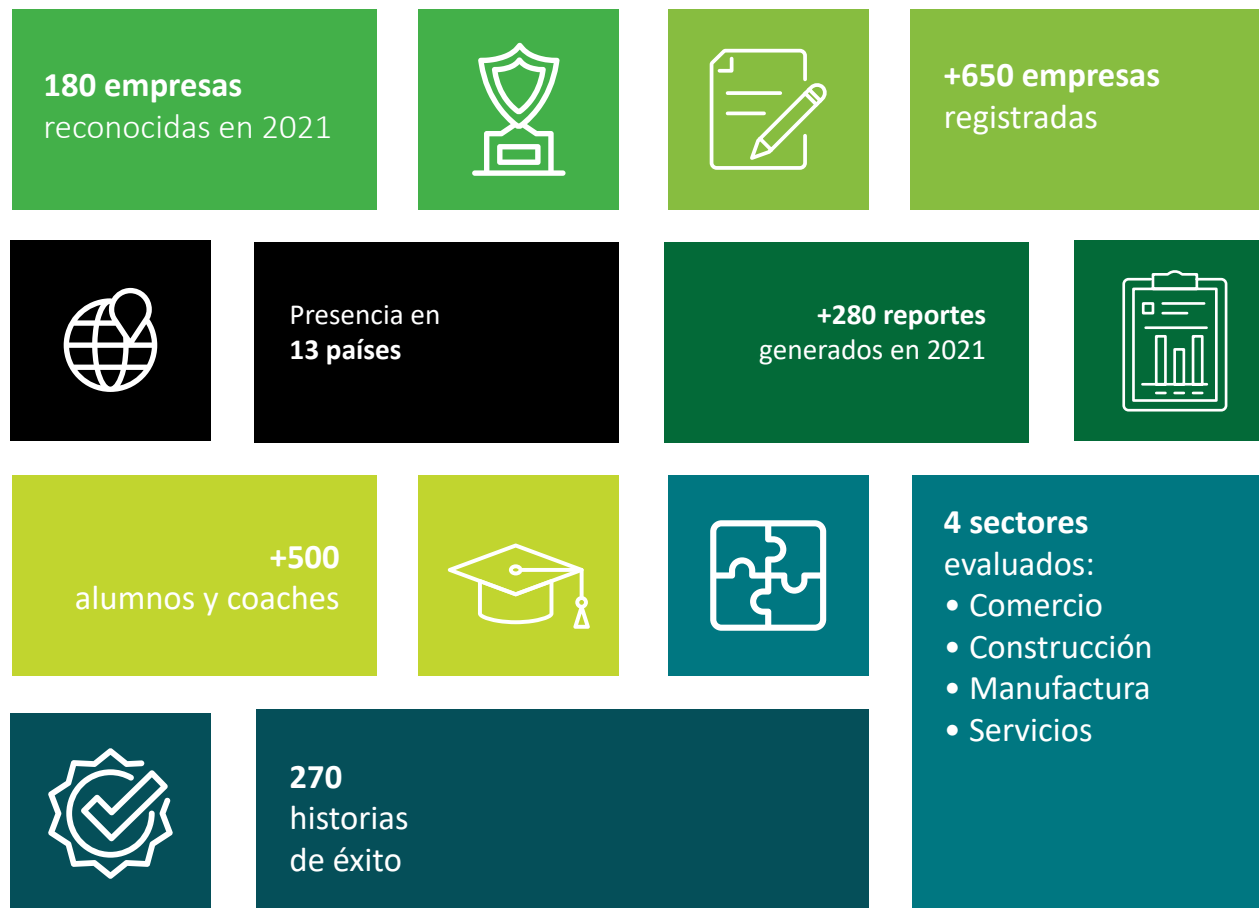 180 empresas
reconocidas en 2021
+650 empresas
registradas
Presencia en
13 países
+280 reportes
generados en 2021
+500
alumnos y coaches
4 sectores
evaluados:
• Comercio
• Construcción
• Manufactura
• Servicios
270
historias
de éxito